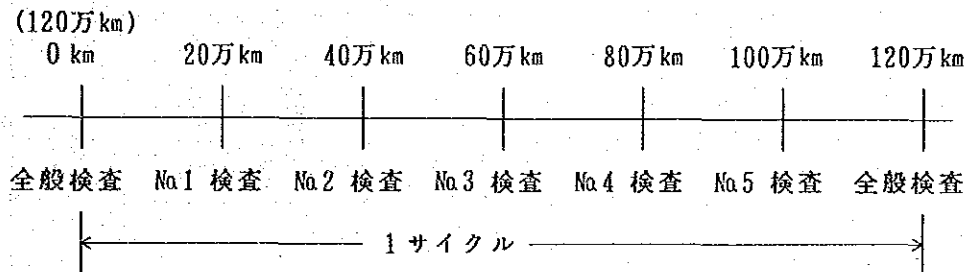 (120万km)
0 km 20万km 40万km 60万km 80万km 100万km 120万km
全般検査 No.1 検査 No.2 検査 No.3 検査 No.4 検査 No.5 検査 全般検査
1 サイクル